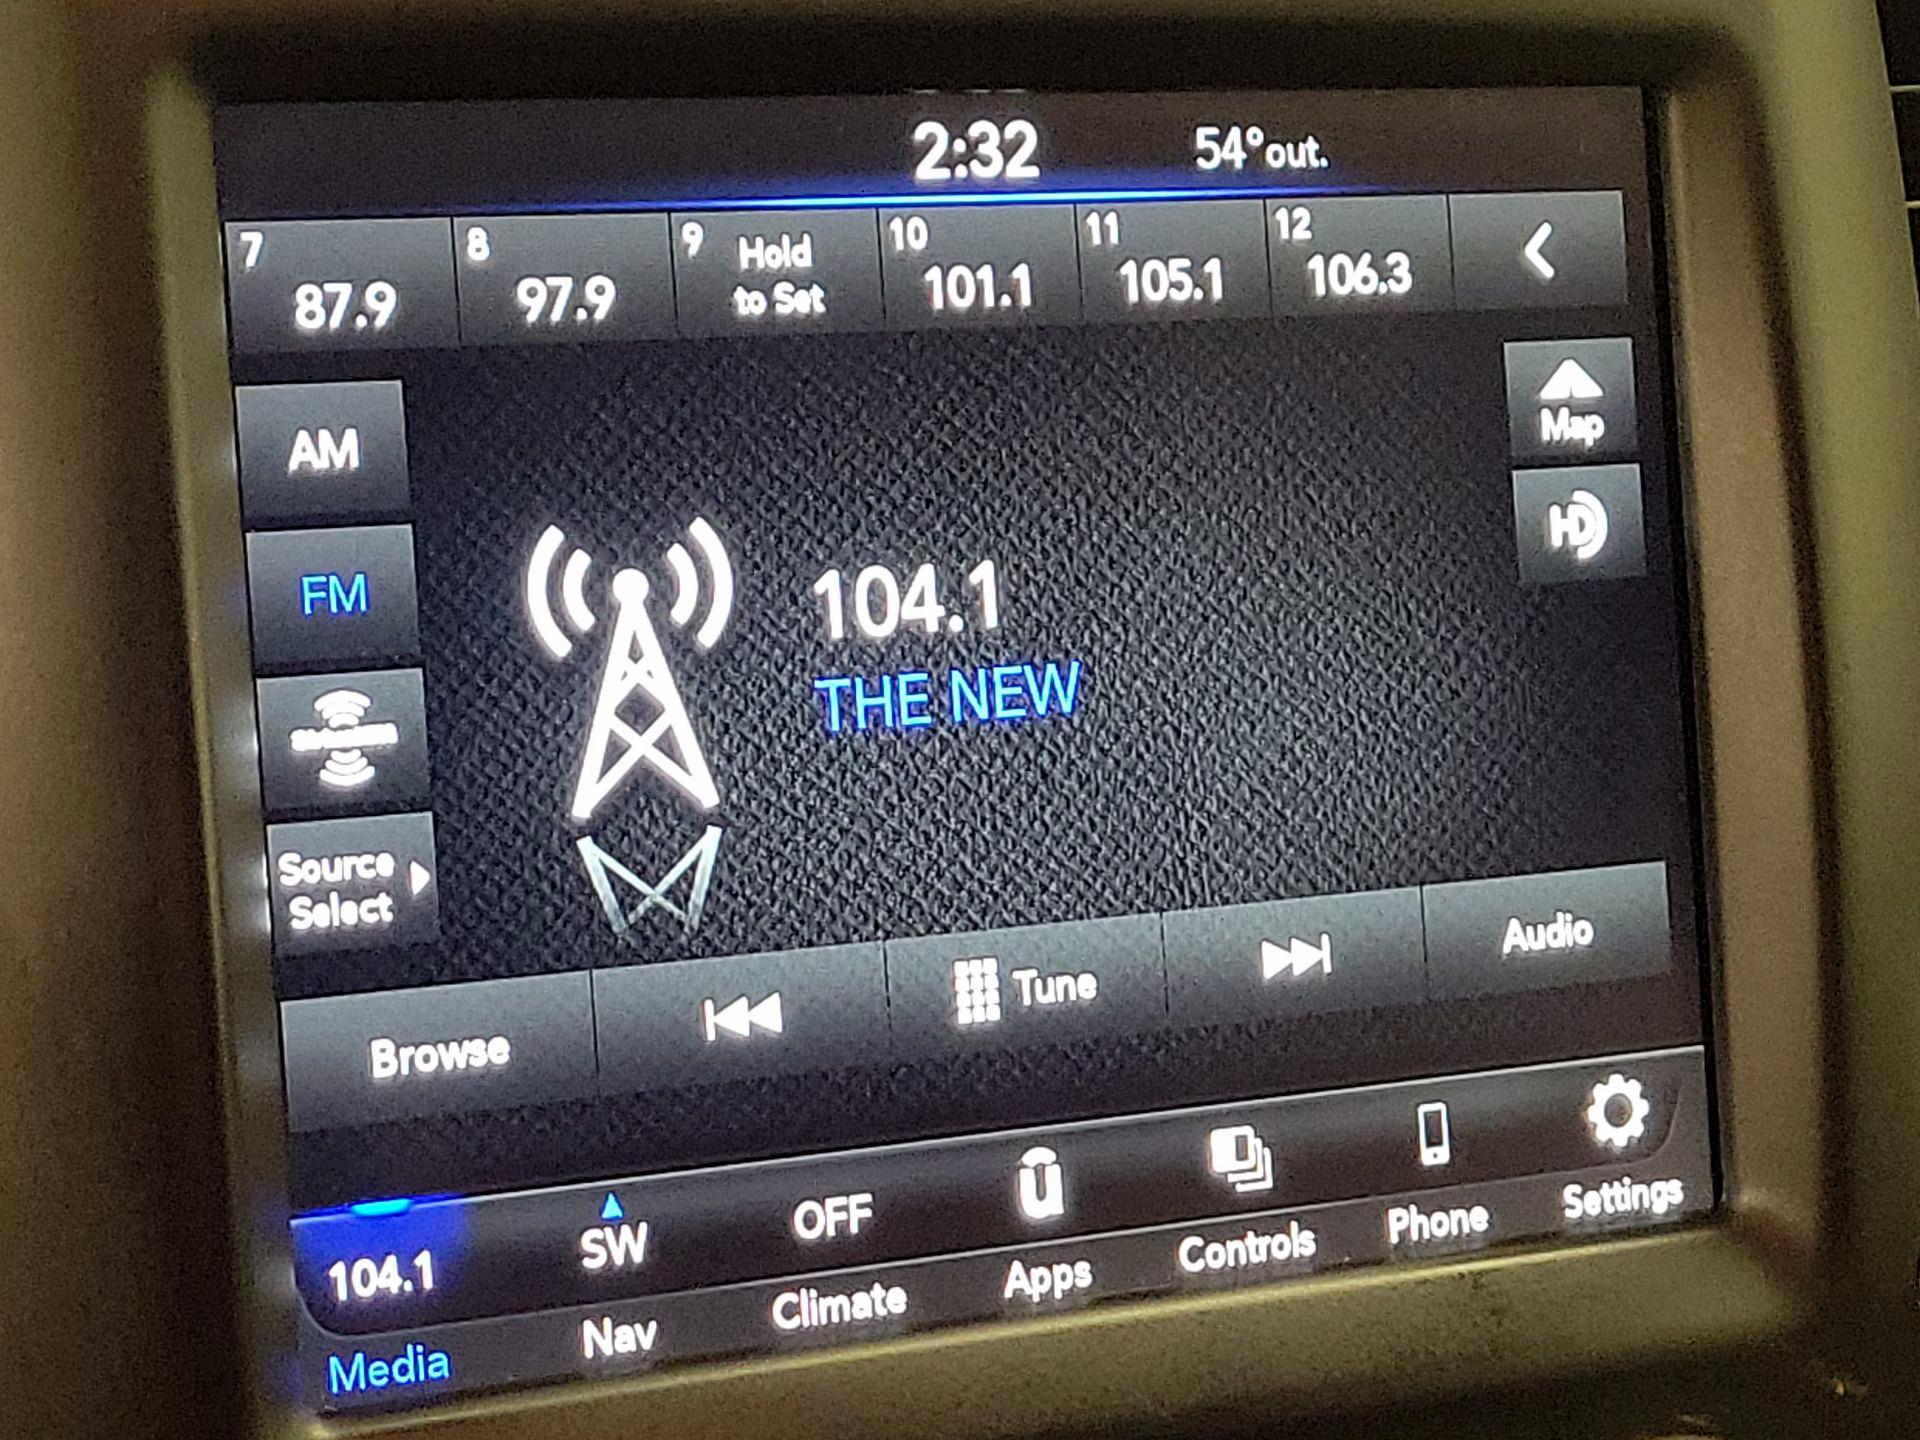 2:32 54°out.
7 8 9 Hold 10 11 12
87.9 97.9 to Set 101.1 105.1 106.3
AM
Map
FM
HD
104.1
THE NEW
Source
Select
Browse Tune Audio
104.1 SW OFF
Media Nav Climate Apps Controls Phone Settings